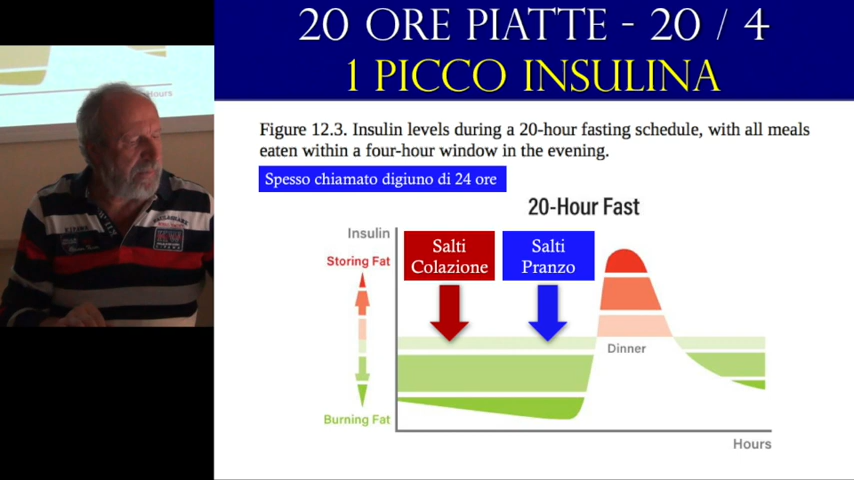 20 ORE PIATTE - 20 / 4
1 PICCO INSULINA
Figure 12.3. Insulin levels during a 20-hour fasting schedule, with all meals
eaten within a four-hour window in the evening.
Spesso chiamato digiuno di 24 ore
20-Hour Fast
Insulin
Storing Fat
Salti
Colazione
Salti
Pranzo
Dinner
Burning Fat
Hours
Hours